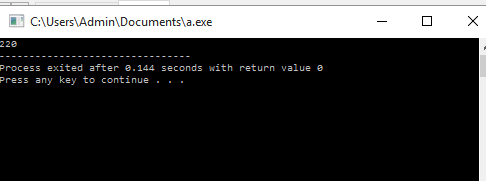 C:\Users\Admin\Documents\a.exe
220
--------------------------------
Process exited after 0.144 seconds with return value 0
Press any key to continue . . .